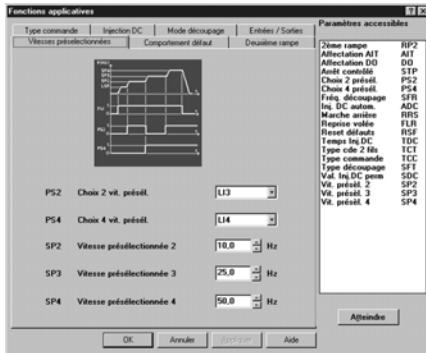 Fonctions applicatives
Type commande
Injection DC
Mode découpage
Entrées / Sorties
Vitesses préselectionnées
Comportement défaut
Deuxième rampe
PS2 Choix 2 vit. présél. LI3
PS4 Choix 4 vit. présél. LI4
SP2 Vitesse présélectionnée 2 10,0 Hz
SP3 Vitesse présélectionnée 3 25,0 Hz
SP4 Vitesse présélectionnée 4 50,0 Hz
OK
Annuler
Appliquer
Aide
Paramètres accessibles
2ème rampe RP2
Affectation AIT AIT
Affectation DO DO
Arrêt contrôlé STP
Choix 2 présél. PS2
Choix 4 présél. PS4
Fréq. découpage SFR
Inj. DC autom. ADC
Marche arrière RRS
Reprise volée FLR
Reset défauts RSF
Temps Inj.DC TDC
Type cde 2 fils TCT
Type commande TCC
Type découpage SFT
Val. Inj.DC perm SDC
Vit. présél. 2 SP2
Vit. présél. 3 SP3
Vit. présél. 4 SP4
Atteindre